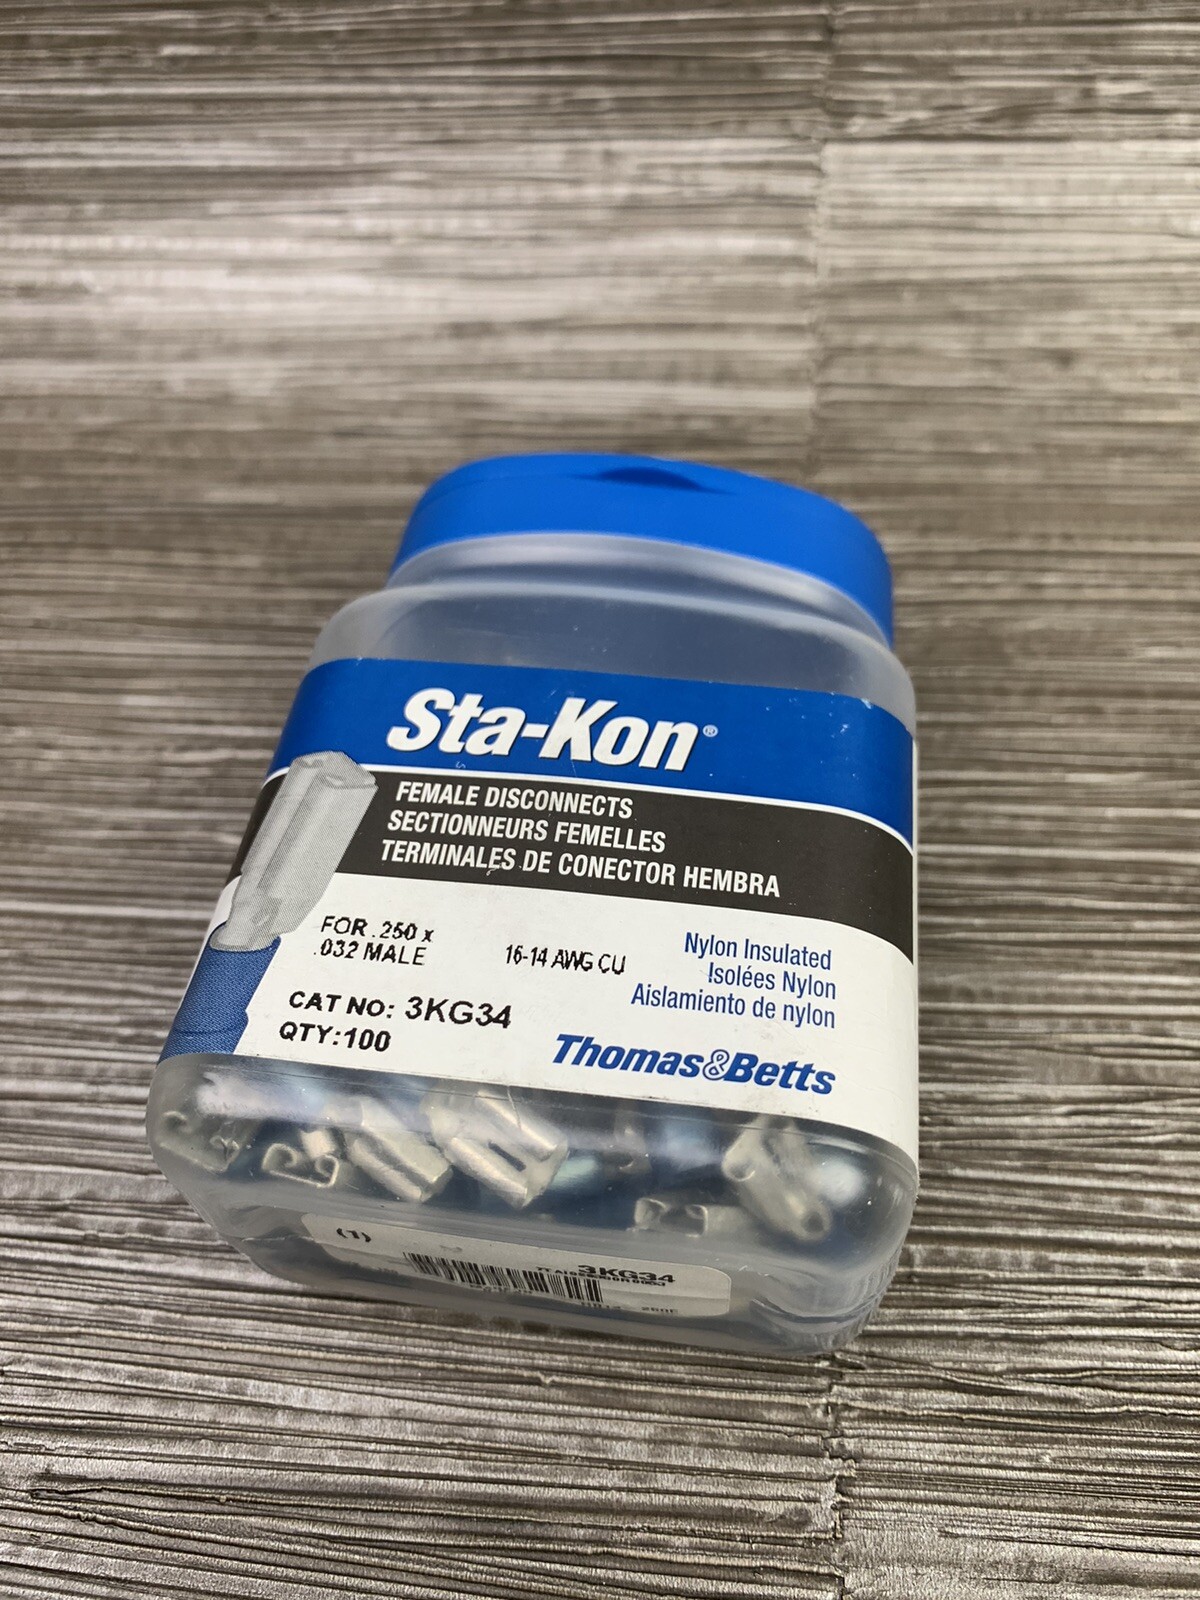 Sta-Kon®
FEMALE DISCONNECTS
SECTIONNEURS FEMELLES
TERMINALES DE CONECTOR HEMBRA
FOR .250 x
.032 MALE
16-14 AWG CU
Nylon Insulated
Isolées Nylon
Aislamiento de nylon
CAT NO: 3KG34
QTY:100
Thomas&Betts
(1)
3KG34